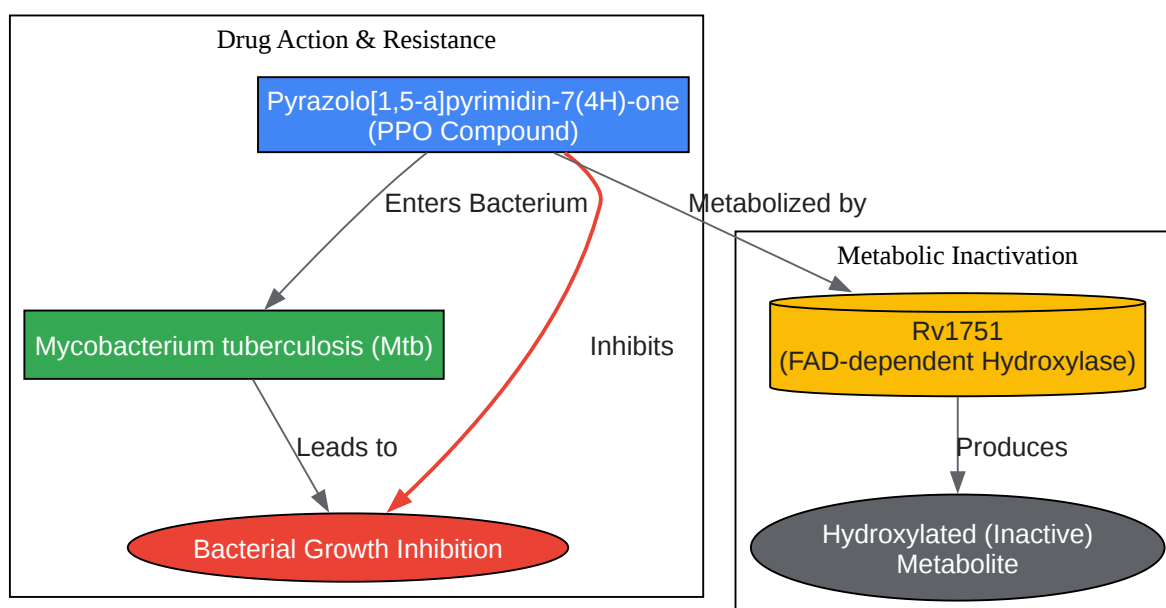 Drug Action & Resistance
Pyrazolo[1,5-a]pyrimidin-7(4H)-one
(PPO Compound)
Enters Bacterium
Metabolized by
Metabolic Inactivation
Mycobacterium tuberculosis (Mtb)
Inhibits
Rv1751
(FAD-dependent Hydroxylase)
Leads to
Produces
Bacterial Growth Inhibition
Hydroxylated (Inactive)
Metabolite